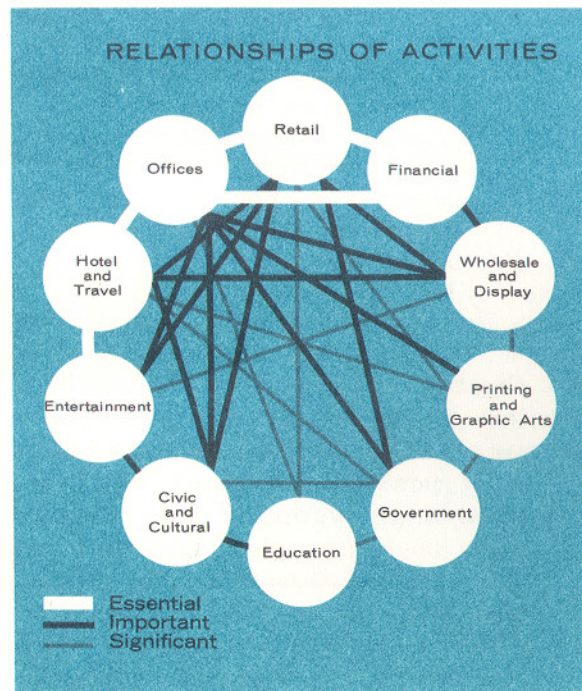 RELATIONSHIPS OF ACTIVITIES
Retail
Offices
Financial
Hotel
and
Travel
Wholesale
and
Display
Entertainment
Printing
and
Graphic Arts
Civic
and
Cultural
Government
Education
Essential
Important
Significant